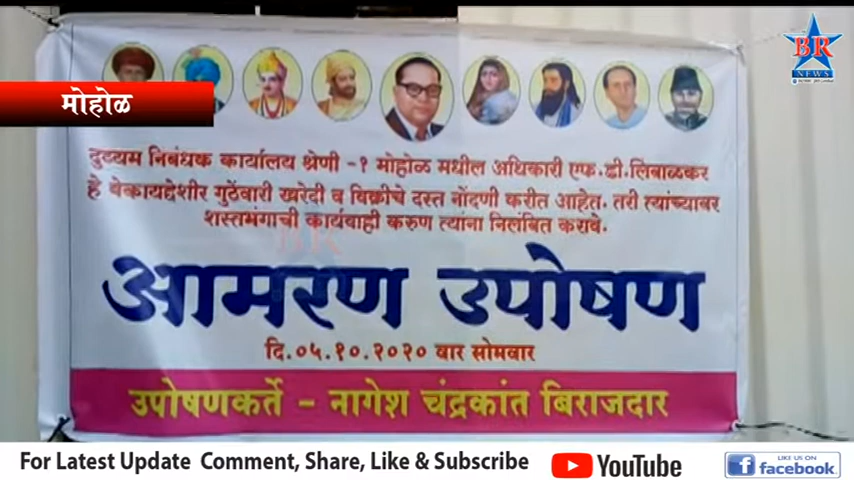 BR
NEWS
मोहोळ
दुय्यम निबंधक कार्यालय श्रेणी -१ मोहोळ मधील अधिकारी एफ.डी.लिबाळकर
हे बेकायदेशीर गुठेंवारी खरेदी व विक्रीचे दस्त नोंदणी करीत आहेत. तरी त्यांच्यावर
शस्तभंगाची कार्यवाही करुण त्यांना निलंबित करावे.
आमरण उपोषण
दि.०५.१०.२०२० वार सोमवार
उपोषणकर्ते - नागेश चंद्रकांत बिराजदार
For Latest Update Comment, Share, Like & Subscribe
YouTube
LIKE US ON
facebook